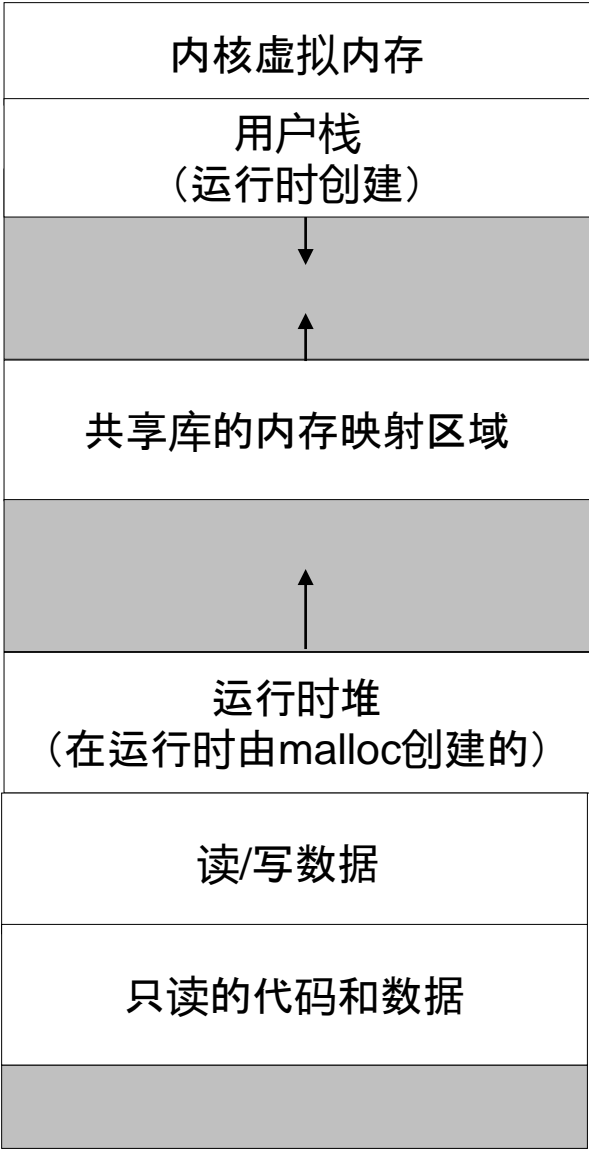 内核虚拟内存
用户栈
（运行时创建）
共享库的内存映射区域
运行时堆
（在运行时由malloc创建的）
读/写数据
只读的代码和数据